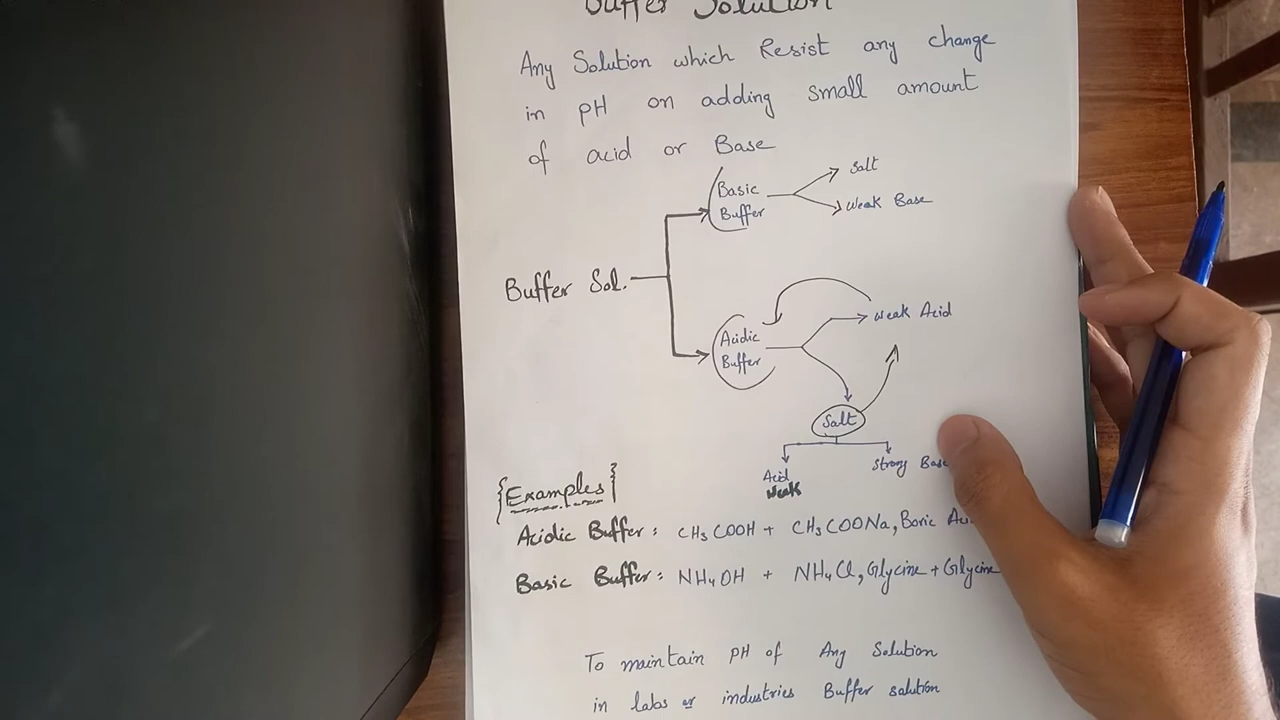 Buffer Solution
Any Solution which Resist any change
in pH on adding small amount
of acid or Base
Basic
Buffer
Salt
Weak Base
Buffer Sol.
Acidic
Buffer
Weak Acid
Salt
Acid
Weak
Strong Base
{Examples}
Acidic Buffer: CH3COOH + CH3COONa, Boric
Basic Buffer: NH4OH + NH4Cl, Glycine + Glycine
To maintain PH of Any Solution
in labs or industries Buffer solution